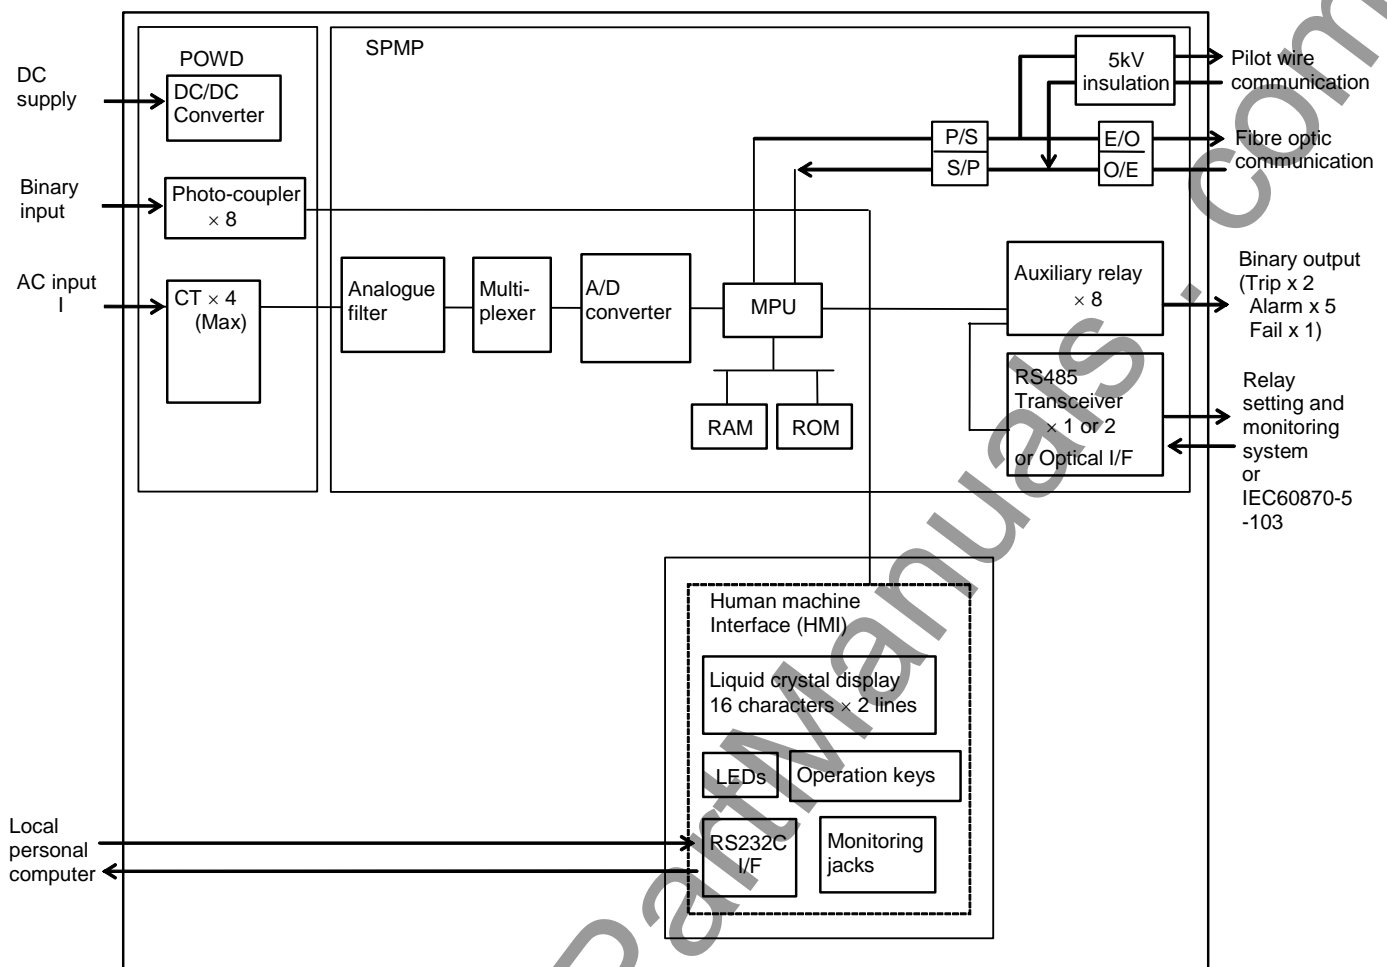 POWD
SPMP
DC
supply
DC/DC
Converter
5kV
insulation
Pilot wire
communication
P/S
S/P
E/O
O/E
Fibre optic
communication
Binary
input
Photo-coupler
× 8
AC input
I
CT × 4
(Max)
Analogue
filter
Multi-
plexer
A/D
converter
MPU
RAM
ROM
Auxiliary relay
× 8
Binary output
(Trip x 2
Alarm x 5
Fail x 1)
RS485
Transceiver
× 1 or 2
or Optical I/F
Relay
setting and
monitoring
system
or
IEC60870-5
-103
Human machine
Interface (HMI)
Liquid crystal display
16 characters × 2 lines
LEDs
Operation keys
RS232C
I/F
Monitoring
jacks
Local
personal
computer
PartManuals.com